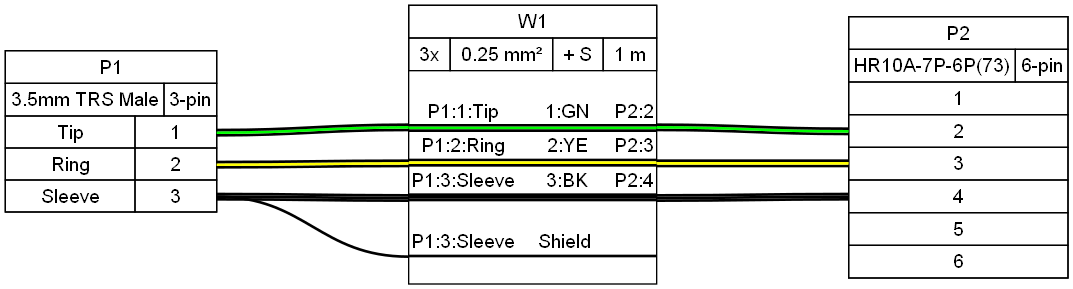 P1
3.5mm TRS Male 3-pin
Tip 1
Ring 2
Sleeve 3
W1
3x 0.25 mm² + S 1 m
P1:1:Tip 1:GN P2:2
P1:2:Ring 2:YE P2:3
P1:3:Sleeve 3:BK P2:4
P1:3:Sleeve Shield
P2
HR10A-7P-6P(73) 6-pin
1
2
3
4
5
6